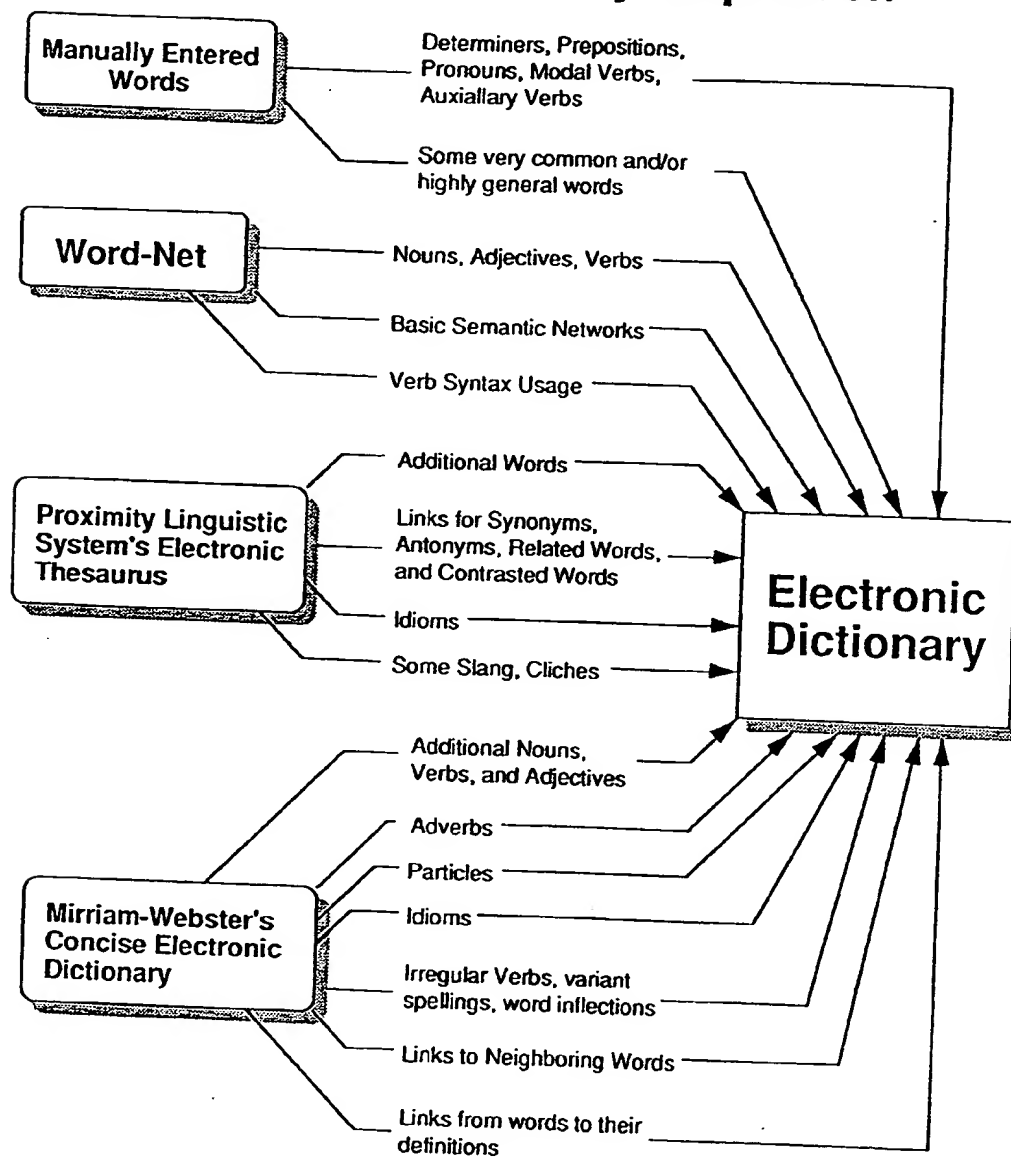 Manually Entered
Words
Determiners, Prepositions,
Pronouns, Modal Verbs,
Auxiallary Verbs
Some very common and/or
highly general words
Word-Net
Nouns, Adjectives, Verbs
Basic Semantic Networks
Verb Syntax Usage
Proximity Linguistic
System's Electronic
Thesaurus
Additional Words
Links for Synonyms,
Antonyms, Related Words,
and Contrasted Words
Idioms
Some Slang, Cliches
Electronic
Dictionary
Mirriam-Webster's
Concise Electronic
Dictionary
Additional Nouns,
Verbs, and Adjectives
Adverbs
Particles
Idioms
Irregular Verbs, variant
spellings, word inflections
Links to Neighboring Words
Links from words to their
definitions